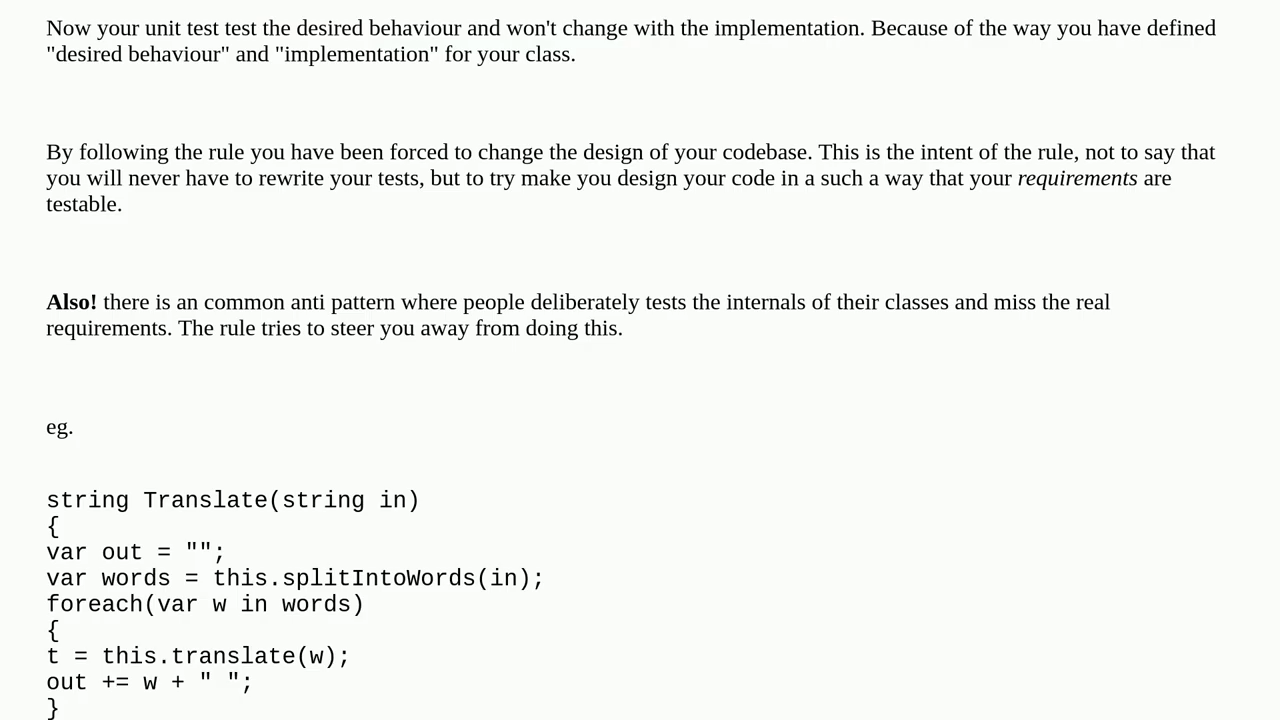 Now your unit test test the desired behaviour and won't change with the implementation. Because of the way you have defined
"desired behaviour" and "implementation" for your class.
By following the rule you have been forced to change the design of your codebase. This is the intent of the rule, not to say that
you will never have to rewrite your tests, but to try make you design your code in a such a way that your requirements are
testable.
Also! there is an common anti pattern where people deliberately tests the internals of their classes and miss the real
requirements. The rule tries to steer you away from doing this.
eg.
string Translate(string in)
{
var out = "";
var words = this.splitIntoWords(in);
foreach(var w in words)
{
t = this.translate(w);
out += w + " ";
}